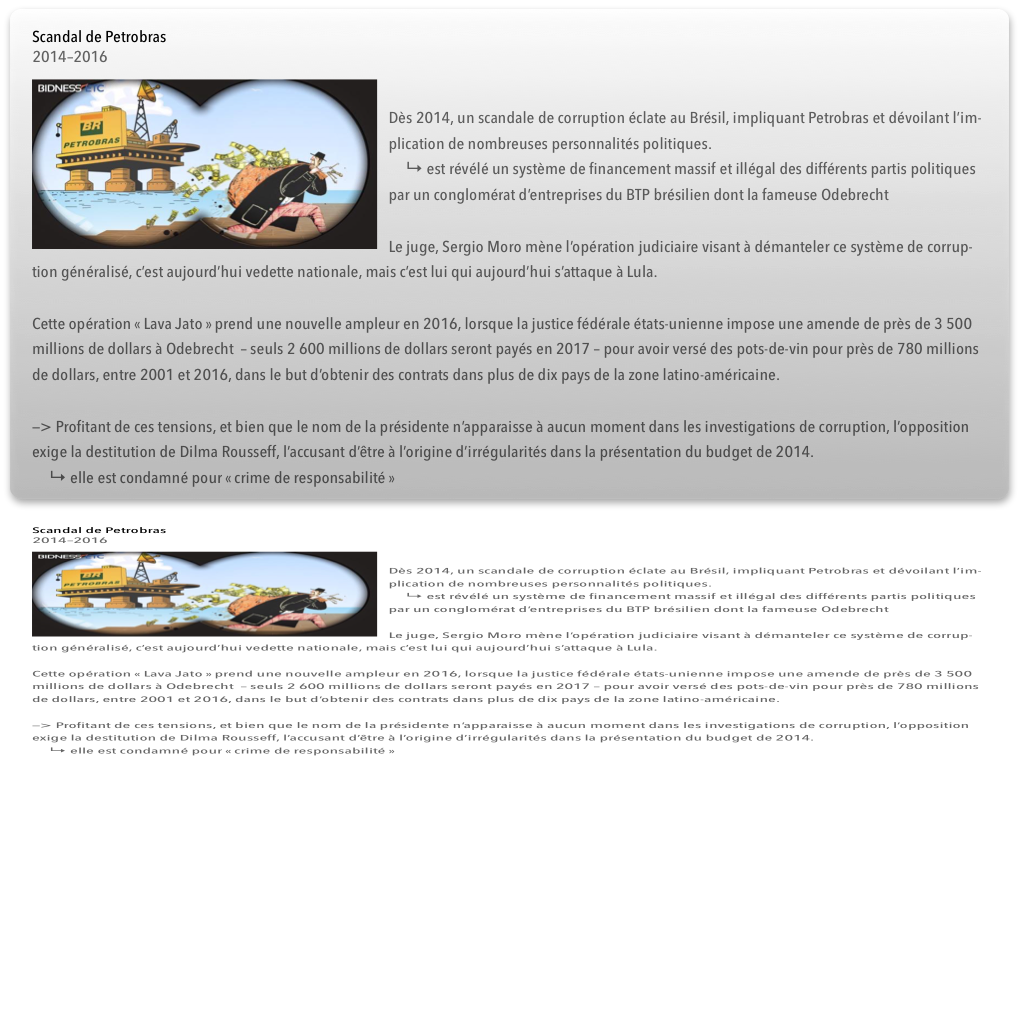 Scandal de Petrobras
2014–2016
BIDNESS ETC
BR
PETROBRAS
Dès 2014, un scandale de corruption éclate au Brésil, impliquant Petrobras et dévoilant l’im-
plication de nombreuses personnalités politiques.
↳ est révélé un système de financement massif et illégal des différents partis politiques
par un conglomérat d’entreprises du BTP brésilien dont la fameuse Odebrecht
Le juge, Sergio Moro mène l’opération judiciaire visant à démanteler ce système de corrup-
tion généralisé, c’est aujourd’hui vedette nationale, mais c’est lui qui aujourd’hui s’attaque à Lula.
Cette opération « Lava Jato » prend une nouvelle ampleur en 2016, lorsque la justice fédérale états-unienne impose une amende de près de 3 500
millions de dollars à Odebrecht – seuls 2 600 millions de dollars seront payés en 2017 – pour avoir versé des pots-de-vin pour près de 780 millions
de dollars, entre 2001 et 2016, dans le but d’obtenir des contrats dans plus de dix pays de la zone latino-américaine.
—> Profitant de ces tensions, et bien que le nom de la présidente n’apparaisse à aucun moment dans les investigations de corruption, l’opposition
exige la destitution de Dilma Rousseff, l’accusant d’être à l’origine d’irrégularités dans la présentation du budget de 2014.
↳ elle est condamné pour « crime de responsabilité »
Scandal de Petrobras
2014–2016
BIDNESS ETC
BR
PETROBRAS
Dès 2014, un scandale de corruption éclate au Brésil, impliquant Petrobras et dévoilant l’im-
plication de nombreuses personnalités politiques.
↳ est révélé un système de financement massif et illégal des différents partis politiques
par un conglomérat d’entreprises du BTP brésilien dont la fameuse Odebrecht
Le juge, Sergio Moro mène l’opération judiciaire visant à démanteler ce système de corrup-
tion généralisé, c’est aujourd’hui vedette nationale, mais c’est lui qui aujourd’hui s’attaque à Lula.
Cette opération « Lava Jato » prend une nouvelle ampleur en 2016, lorsque la justice fédérale états-unienne impose une amende de près de 3 500
millions de dollars à Odebrecht – seuls 2 600 millions de dollars seront payés en 2017 – pour avoir versé des pots-de-vin pour près de 780 millions
de dollars, entre 2001 et 2016, dans le but d’obtenir des contrats dans plus de dix pays de la zone latino-américaine.
—> Profitant de ces tensions, et bien que le nom de la présidente n’apparaisse à aucun moment dans les investigations de corruption, l’opposition
exige la destitution de Dilma Rousseff, l’accusant d’être à l’origine d’irrégularités dans la présentation du budget de 2014.
↳ elle est condamné pour « crime de responsabilité »